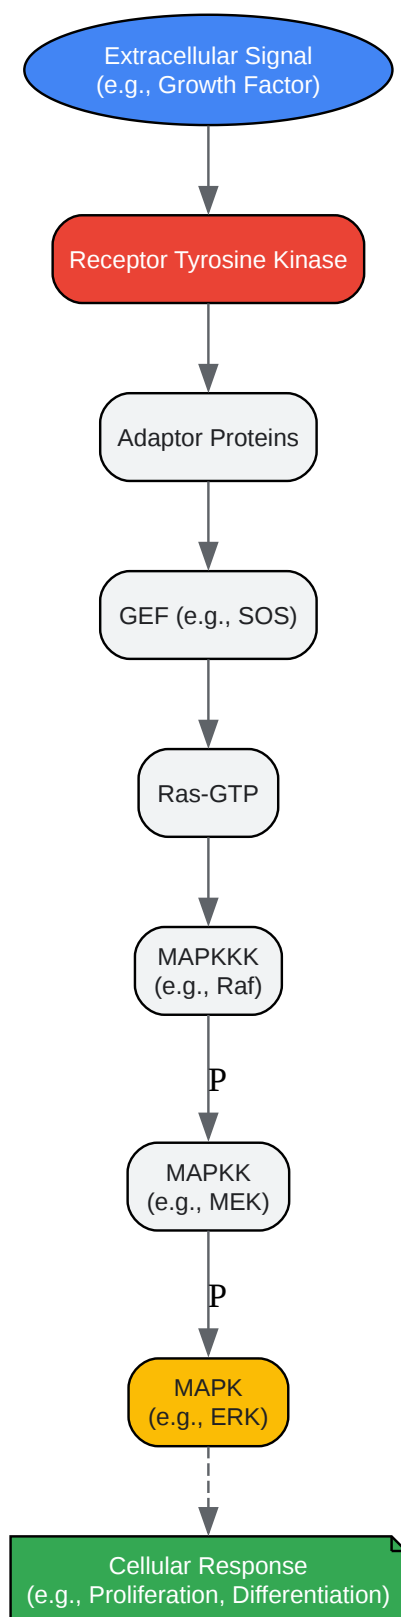 Extracellular Signal
(e.g., Growth Factor)
Receptor Tyrosine Kinase
Adaptor Proteins
GEF (e.g., SOS)
Ras-GTP
MAPKKK
(e.g., Raf)
P
MAPKK
(e.g., MEK)
P
MAPK
(e.g., ERK)
Cellular Response
(e.g., Proliferation, Differentiation)